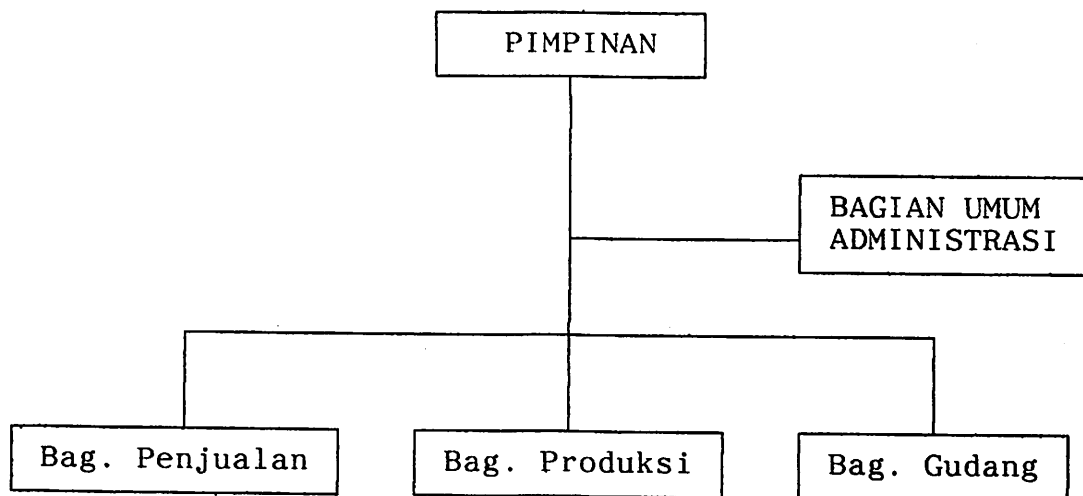 PIMPINAN
BAGIAN UMUM
ADMINISTRASI
Bag. Penjualan
Bag. Produksi
Bag. Gudang